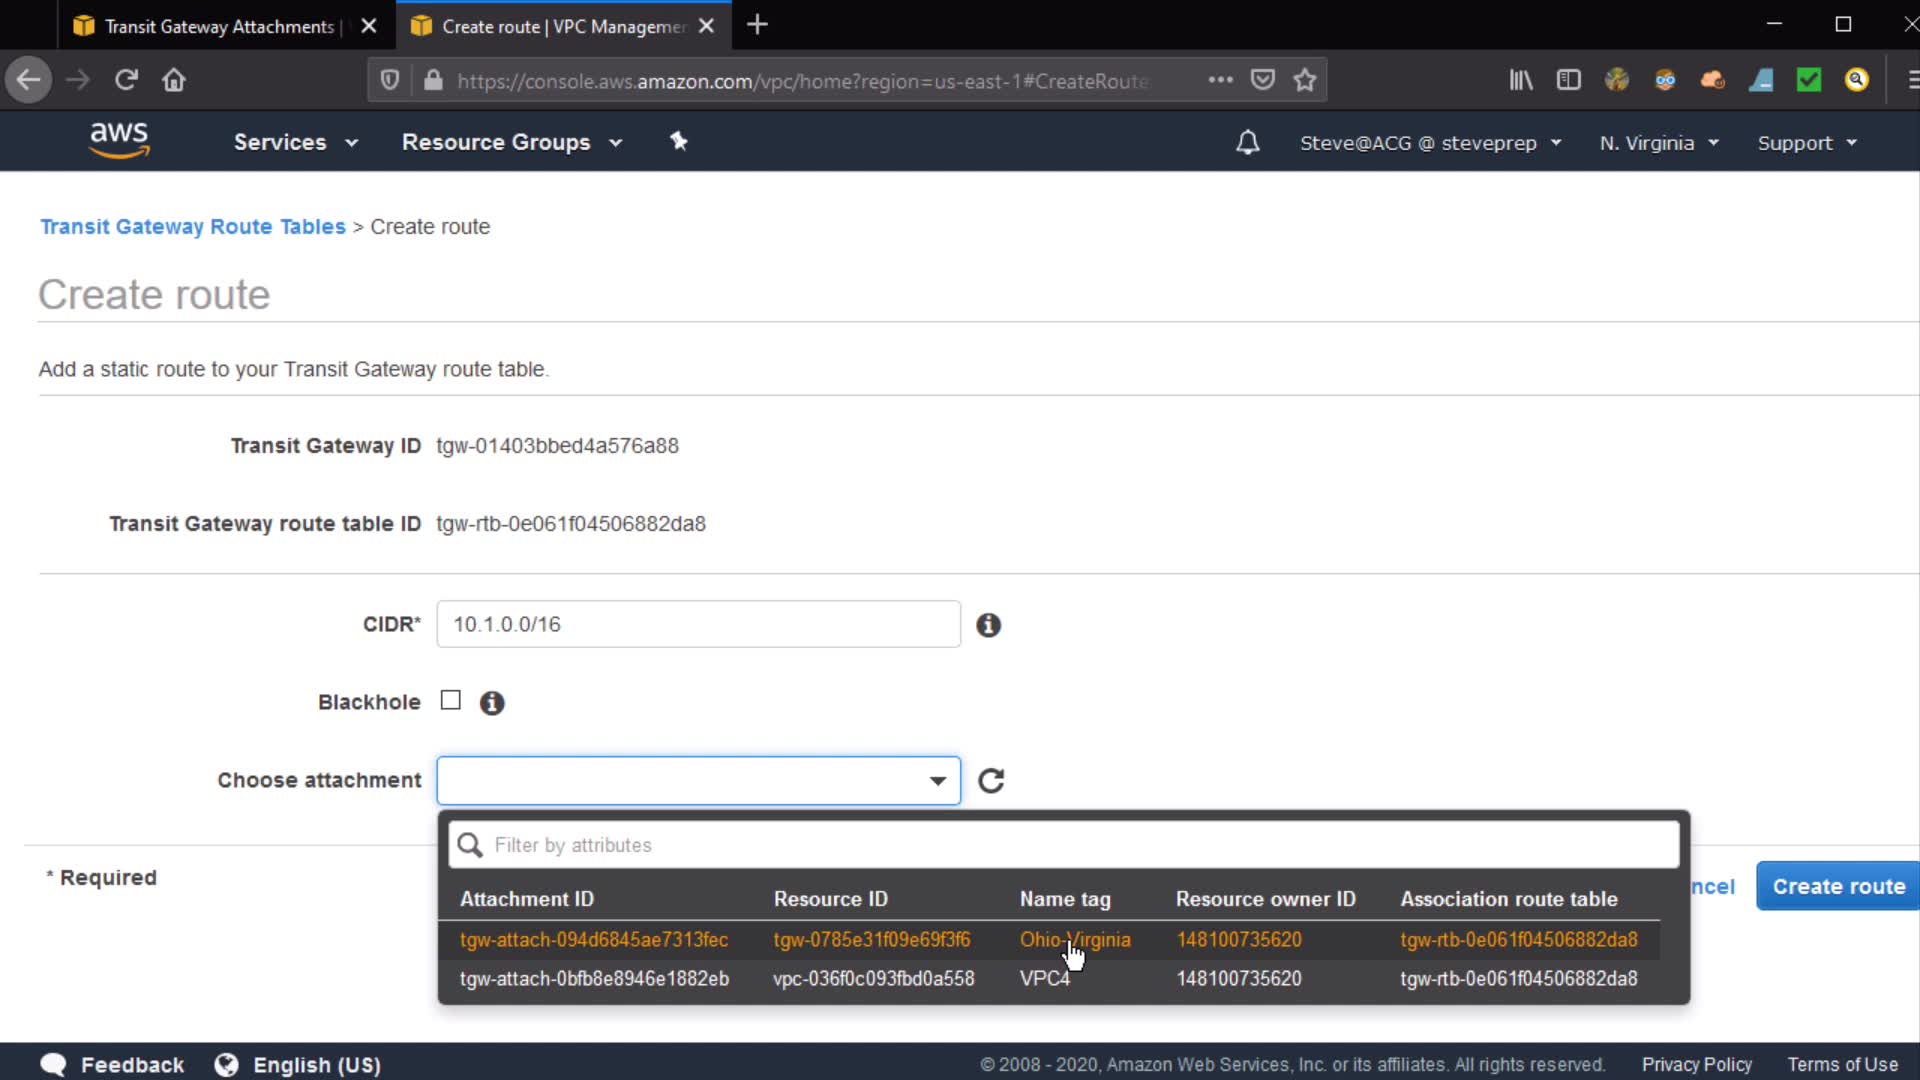 Transit Gateway Attachments |
Create route | VPC Manageme
https://console.aws.amazon.com/vpc/home?region=us-east-1#CreateRoute
aws
Services
Resource Groups
Steve@ACG @ steveprep
N. Virginia
Support
Transit Gateway Route Tables > Create route
Create route
Add a static route to your Transit Gateway route table.
Transit Gateway ID tgw-01403bbed4a576a88
Transit Gateway route table ID tgw-rtb-0e061f04506882da8
CIDR* 10.1.0.0/16
Blackhole
Choose attachment
Filter by attributes
Attachment ID Resource ID Name tag Resource owner ID Association route table
tgw-attach-094d6845ae7313fec tgw-0785e31f09e69f3f6 Ohio-Virginia 148100735620 tgw-rtb-0e061f04506882da8
tgw-attach-0bfb8e8946e1882eb vpc-036f0c093fbd0a558 VPC4 148100735620 tgw-rtb-0e061f04506882da8
* Required
ncel
Create route
Feedback
English (US)
© 2008 - 2020, Amazon Web Services, Inc. or its affiliates. All rights reserved.
Privacy Policy
Terms of Use